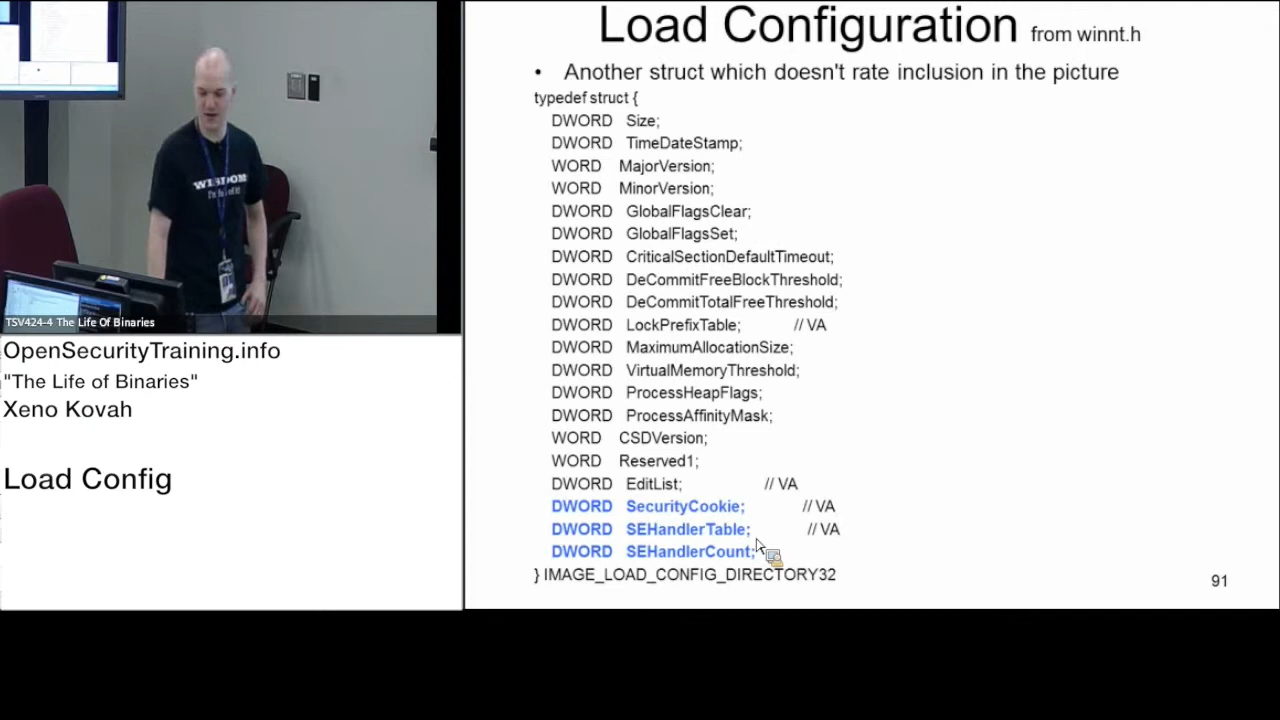 WISDOM
TSV424-4 The Life Of Binaries
OpenSecurityTraining.info
"The Life of Binaries"
Xeno Kovah
Load Config
Load Configuration from winnt.h
• Another struct which doesn't rate inclusion in the picture
typedef struct {
DWORD Size;
DWORD TimeDateStamp;
WORD MajorVersion;
WORD MinorVersion;
DWORD GlobalFlagsClear;
DWORD GlobalFlagsSet;
DWORD CriticalSectionDefaultTimeout;
DWORD DeCommitFreeBlockThreshold;
DWORD DeCommitTotalFreeThreshold;
DWORD LockPrefixTable; // VA
DWORD MaximumAllocationSize;
DWORD VirtualMemoryThreshold;
DWORD ProcessHeapFlags;
DWORD ProcessAffinityMask;
WORD CSDVersion;
WORD Reserved1;
DWORD EditList; // VA
DWORD SecurityCookie; // VA
DWORD SEHandlerTable; // VA
DWORD SEHandlerCount;
} IMAGE_LOAD_CONFIG_DIRECTORY32
91